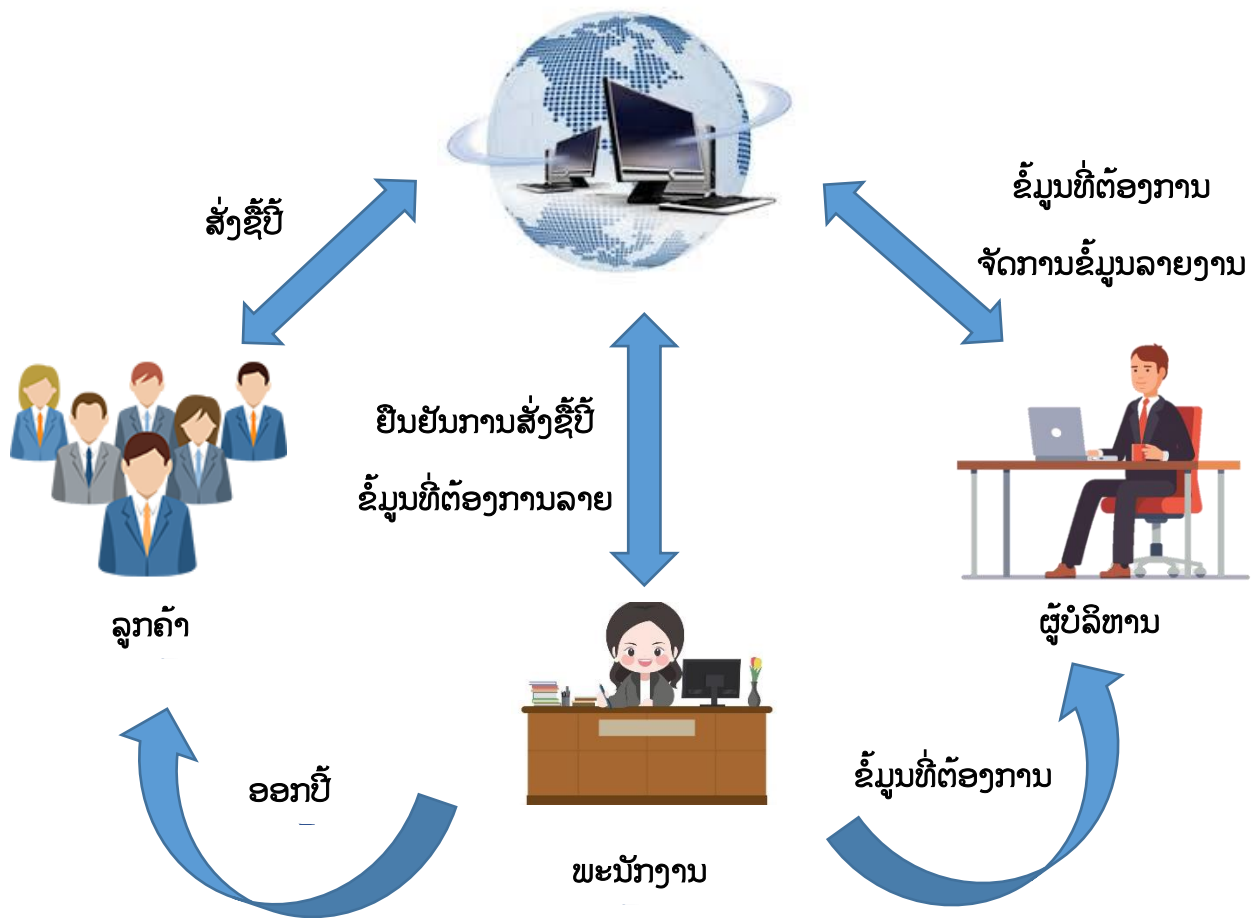 ສັ່ງຊື້ປີ້
ຂໍ້ມູນທີ່ຕ້ອງການ
ຈັດການຂໍ້ມູນລາຍງານ
ຢືນຢັນການສັ່ງຊື້ປີ້
ຂໍ້ມູນທີ່ຕ້ອງການລາຍ
ລູກຄ້າ
ຜູ້ບໍລິຫານ
ອອກປີ້
ຂໍ້ມູນທີ່ຕ້ອງການ
ພະນັກງານ